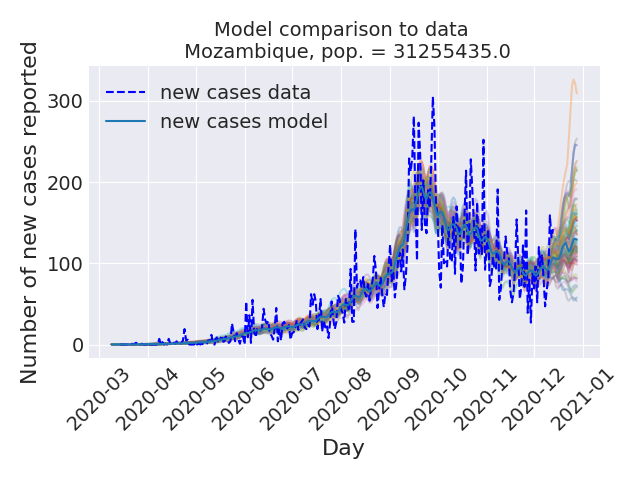 Model comparison to data
Mozambique, pop. = 31255435.0
Number of new cases reported
300
200
100
0
new cases data
new cases model
2020-03
2020-04
2020-05
2020-06
2020-07
2020-08
2020-09
2020-10
2020-11
2020-12
2021-01
Day